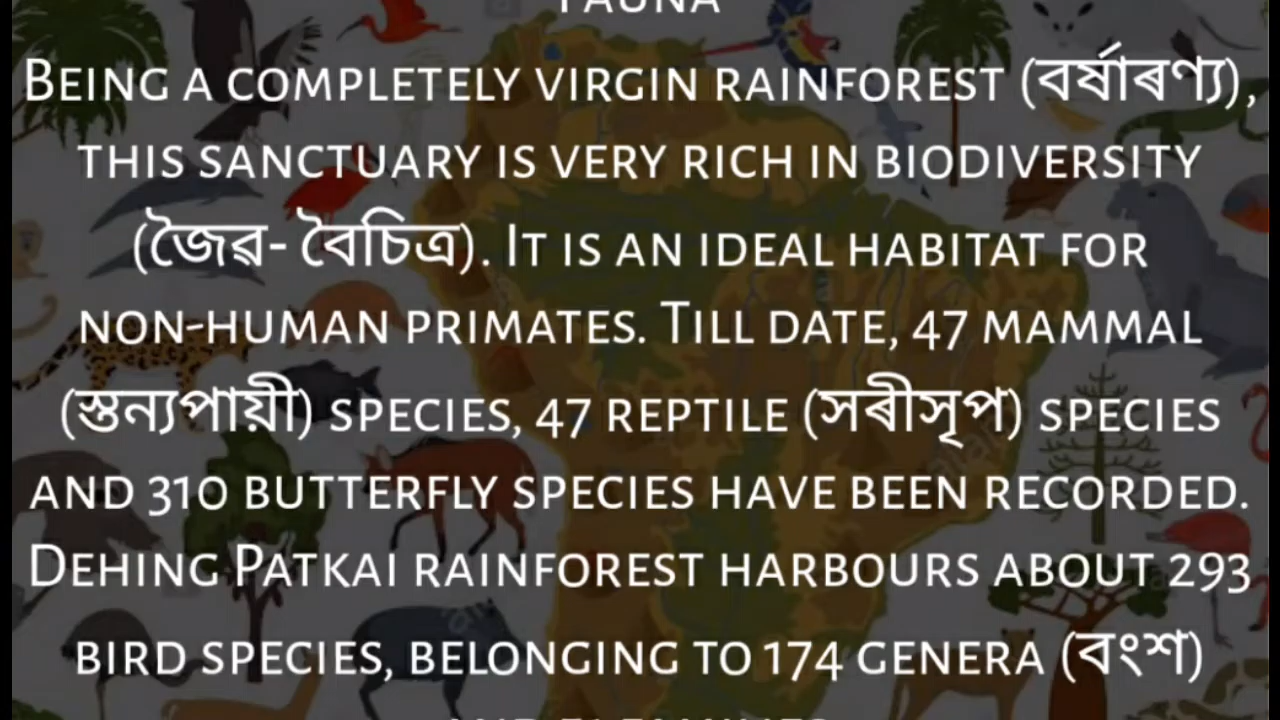 FAUNA
BEING A COMPLETELY VIRGIN RAINFOREST (বৰ্ষাৰণ্য),
THIS SANCTUARY IS VERY RICH IN BIODIVERSITY
(জৈৱ- বৈচিত্ৰ). IT IS AN IDEAL HABITAT FOR
NON-HUMAN PRIMATES. TILL DATE, 47 MAMMAL
(স্তন্যপায়ী) SPECIES, 47 REPTILE (সৰীসৃপ) SPECIES
AND 310 BUTTERFLY SPECIES HAVE BEEN RECORDED.
DEHING PATKAI RAINFOREST HARBOURS ABOUT 293
BIRD SPECIES, BELONGING TO 174 GENERA (বংশ)